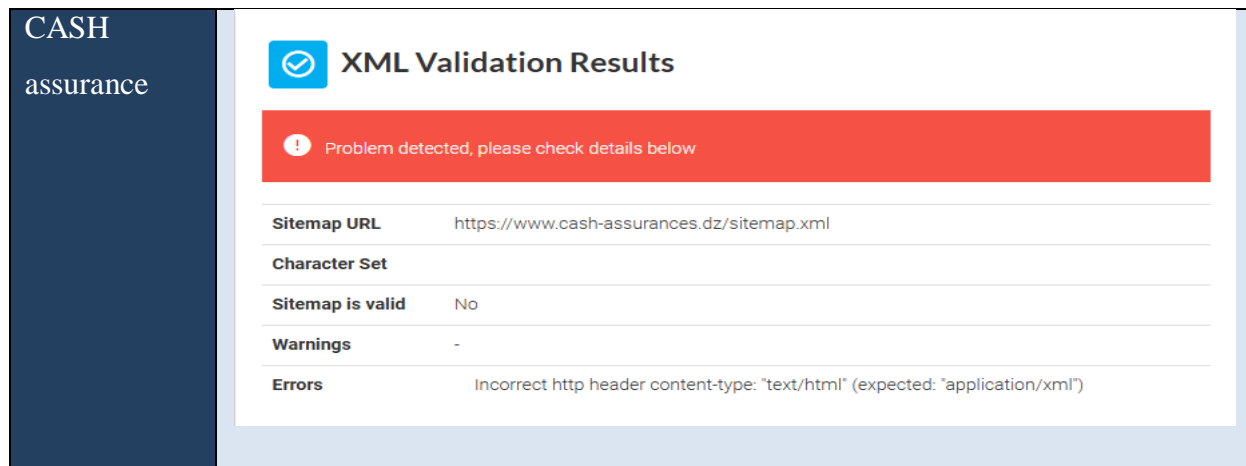 CASH
assurance
XML Validation Results
Problem detected, please check details below
Sitemap URL https://www.cash-assurances.dz/sitemap.xml
Character Set
Sitemap is valid No
Warnings -
Errors Incorrect http header content-type: "text/html" (expected: "application/xml")